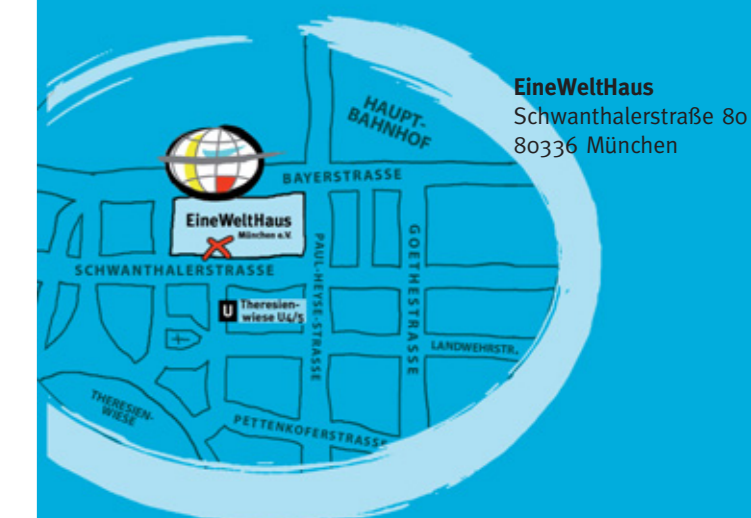 EineWeltHaus
Schwanthalerstraße 80
80336 München
HAUPT-
BAHNHOF
BAYERSTRASSE
EineWeltHaus
München e.V.
SCHWANTHALERSTRASSE
PAUL-HEYSE-STRASSE
GOETHESTRASSE
U
Theresien-
wiese U4/5
LANDWEHRSTR.
THERESIEN-
WIESE
PETTENKOFERSTRASSE